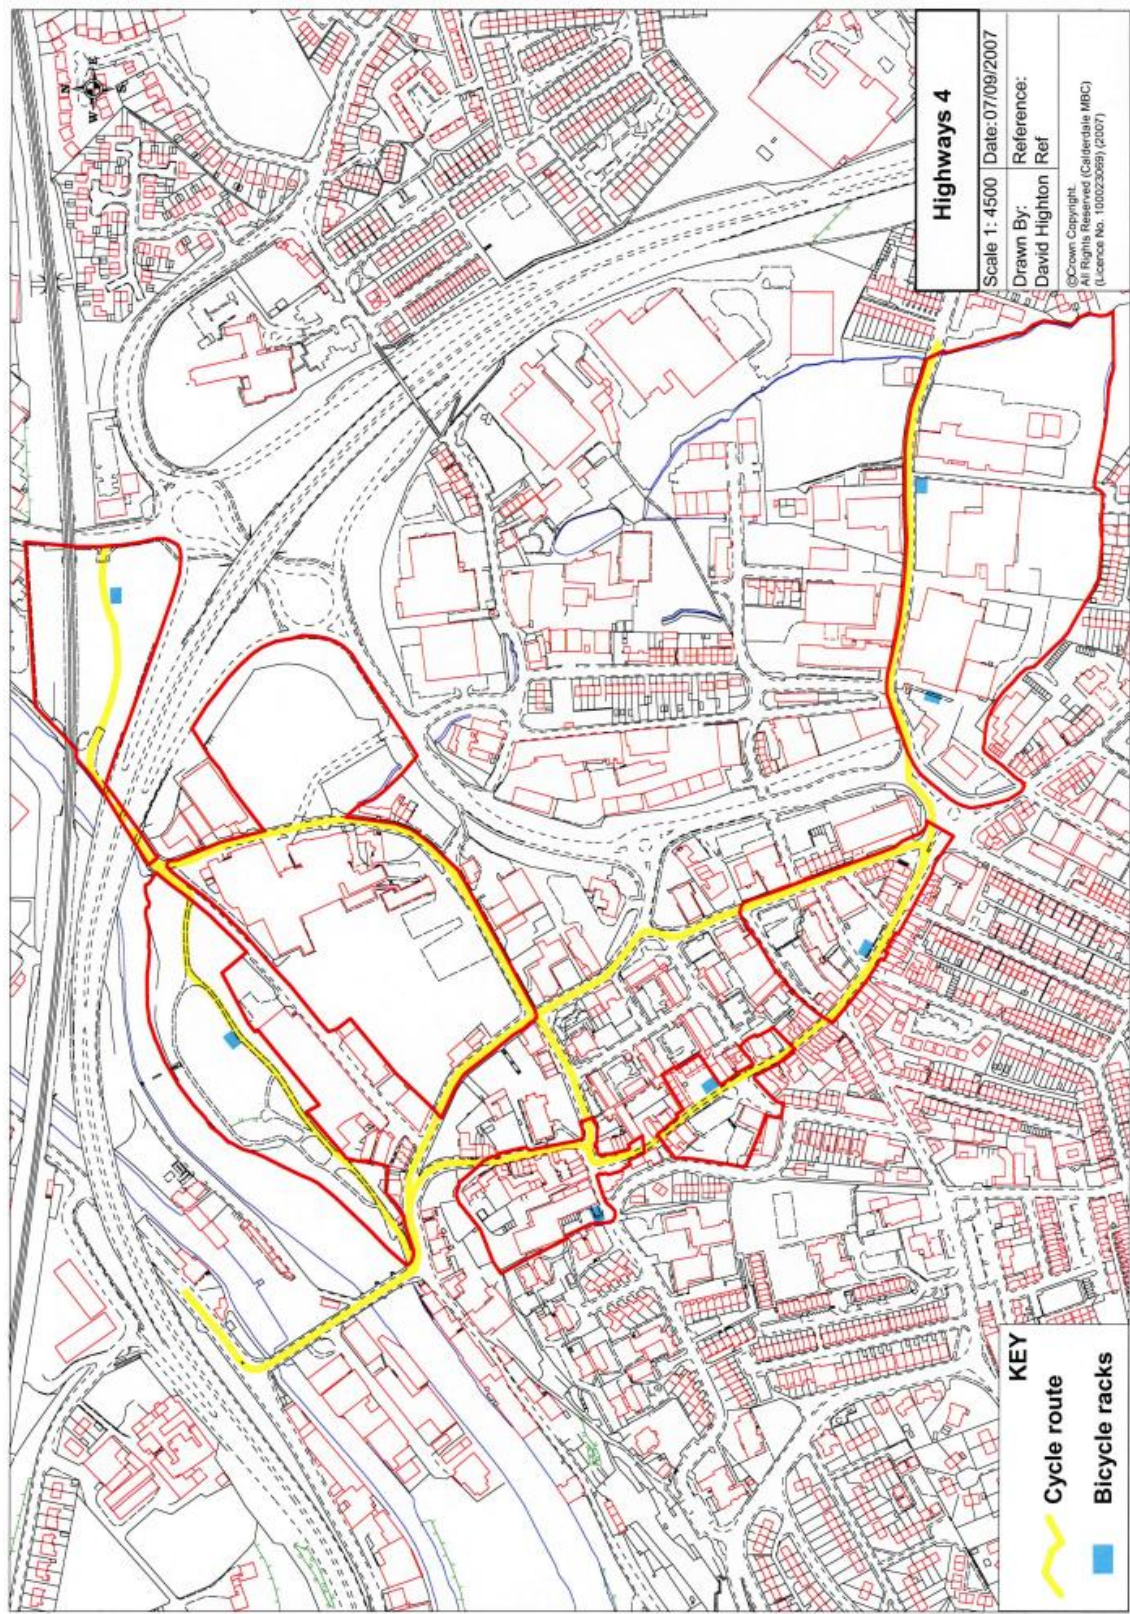 N
W
E
S
Highways 4
Scale 1: 4500
Date: 07/09/2007
Drawn By:
David Highton
Reference:
Ref
©Crown Copyright.
All Rights Reserved (Calderdale MBC)
(Licence No. 100023069) (2007)
KEY
Cycle route
Bicycle racks